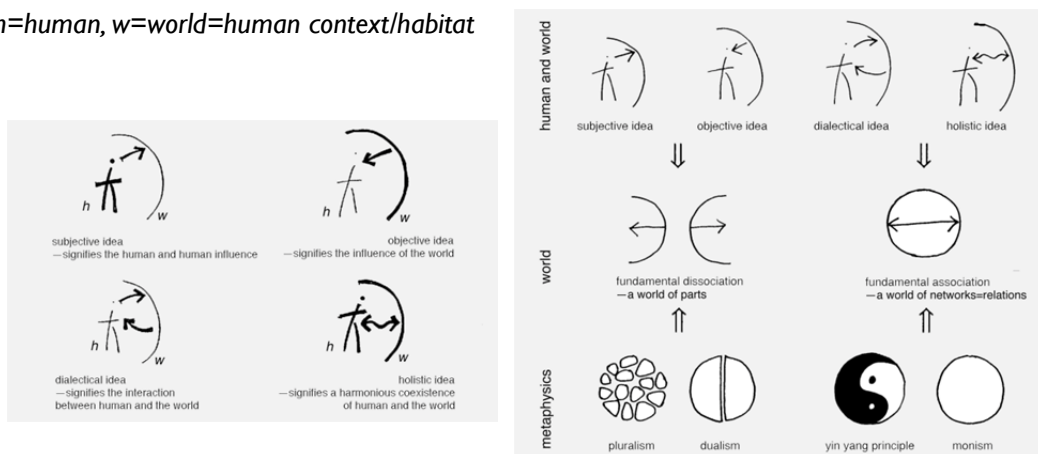 =human, w=world=human context/habitat
h
w
subjective idea
—signifies the human and human influence
h
w
objective idea
—signifies the influence of the world
h
w
dialectical idea
—signifies the interaction
between human and the world
h
w
holistic idea
—signifies a harmonious coexistence
of human and the world
human and world
subjective idea
objective idea
dialectical idea
holistic idea
world
fundamental dissociation
—a world of parts
fundamental association
—a world of networks=relations
metaphysics
pluralism
dualism
yin yang principle
monism